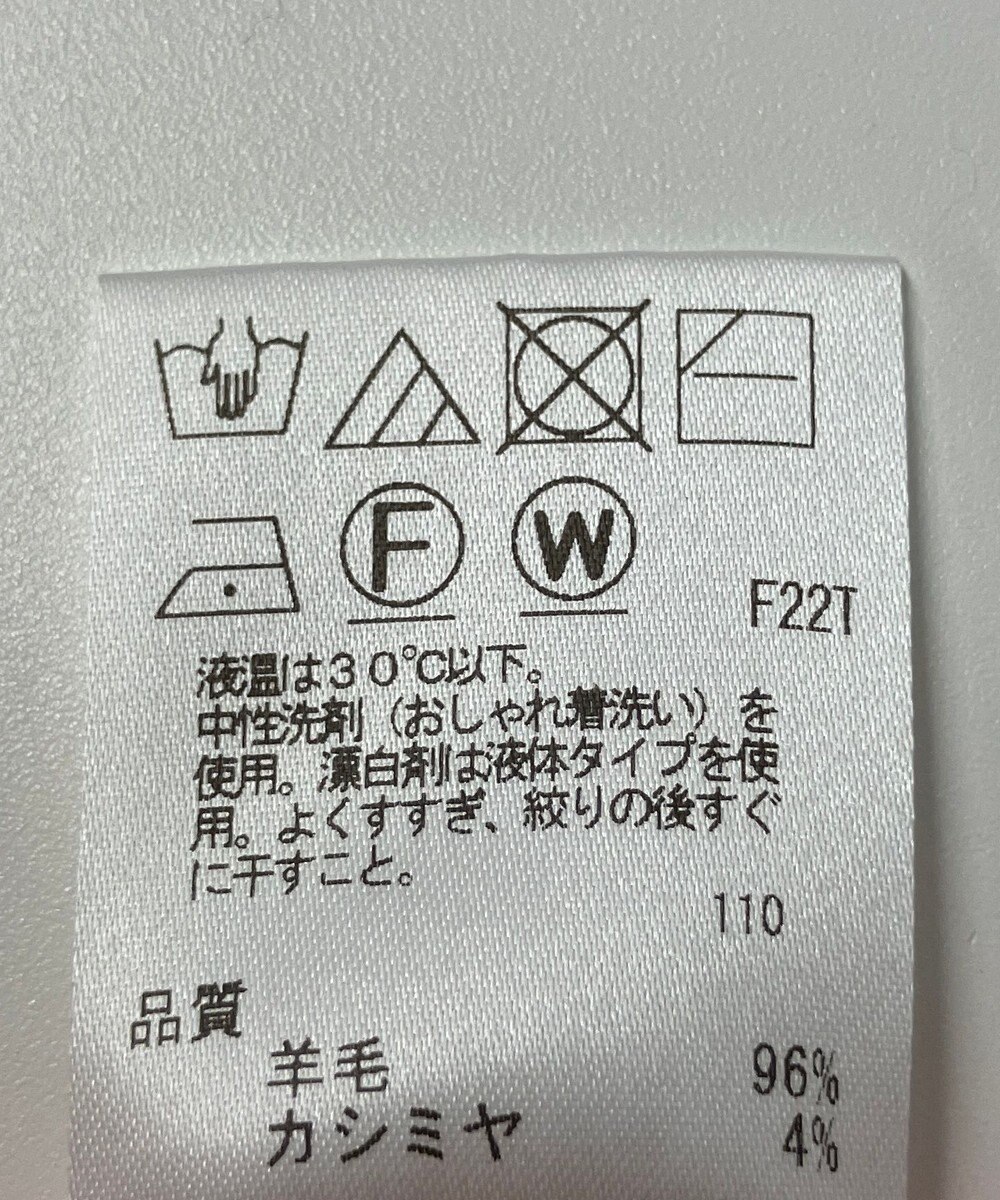 F W
F22T
液温は30℃以下。
中性洗剤（おしゃれ着洗い）を
使用。漂白剤は液体タイプを使
用。よくすすぎ、絞りの後すぐ
に干すこと。
110
品質
羊毛 96%
カシミヤ 4%